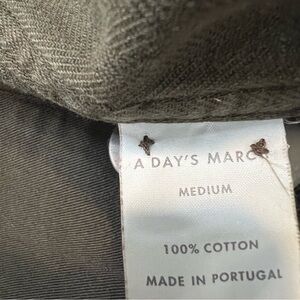 A DAY'S MARC
MEDIUM
100% COTTON
MADE IN PORTUGAL